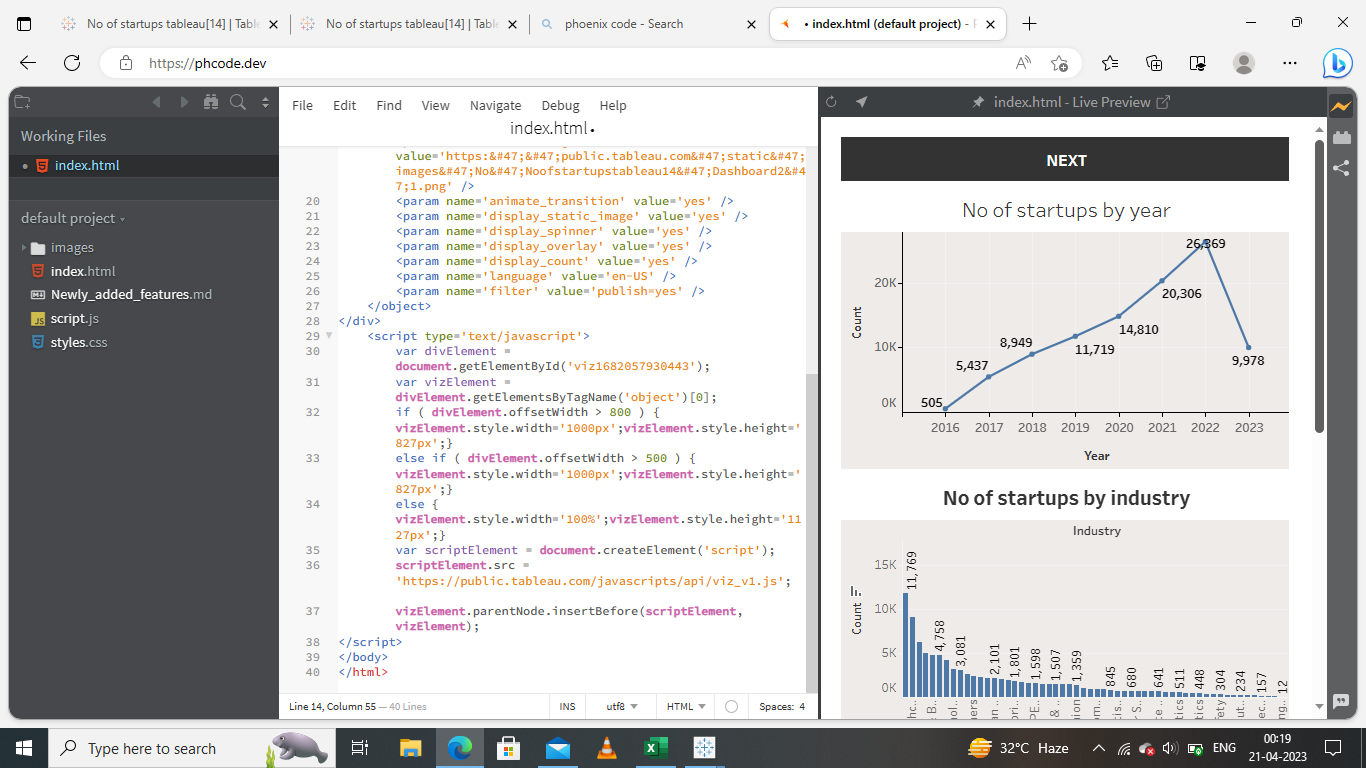 No of startups tableau[14] | Tabl
No of startups tableau[14] | Tabl
phoenix code - Search
• index.html (default project) -
https://phcode.dev
File Edit Find View Navigate Debug Help
index.html •
Working Files
• index.html
default project
images
index.html
Newly_added_features.md
script.js
styles.css
value='https:&#47;&#47;public.tableau.com&#47;static&#47;
images&#47;No&#47;Noofstartupstableau14&#47;Dashboard2&#4
7;1.png' />
20 <param name='animate_transition' value='yes' />
21 <param name='display_static_image' value='yes' />
22 <param name='display_spinner' value='yes' />
23 <param name='display_overlay' value='yes' />
24 <param name='display_count' value='yes' />
25 <param name='language' value='en-US' />
26 <param name='filter' value='publish=yes' />
27 </object>
28 </div>
29 <script type='text/javascript'>
30 var divElement =
document.getElementById('viz1682057930443');
31 var vizElement =
divElement.getElementsByTagName('object')[0];
32 if ( divElement.offsetWidth > 800 ) {
vizElement.style.width='1000px';vizElement.style.height='
827px';}
33 else if ( divElement.offsetWidth > 500 ) {
vizElement.style.width='1000px';vizElement.style.height='
827px';}
34 else {
vizElement.style.width='100%';vizElement.style.height='11
27px';}
35 var scriptElement = document.createElement('script');
36 scriptElement.src =
'https://public.tableau.com/javascripts/api/viz_v1.js';
37 vizElement.parentNode.insertBefore(scriptElement,
vizElement);
38 </script>
39 </body>
40 </html>
Line 14, Column 55 — 40 Lines INS utf8 HTML Spaces: 4
index.html - Live Preview
NEXT
No of startups by year
Count
20K
10K
0K
505
5,437
8,949
11,719
14,810
20,306
26,369
9,978
2016 2017 2018 2019 2020 2021 2022 2023
Year
No of startups by industry
Industry
Count
15K
10K
5K
0K
11,769
4,758
3,081
2,101
1,801
1,598
1,507
1,359
845
680
641
511
448
304
234
157
12
Type here to search
32°C Haze
ENG
00:19
21-04-2023